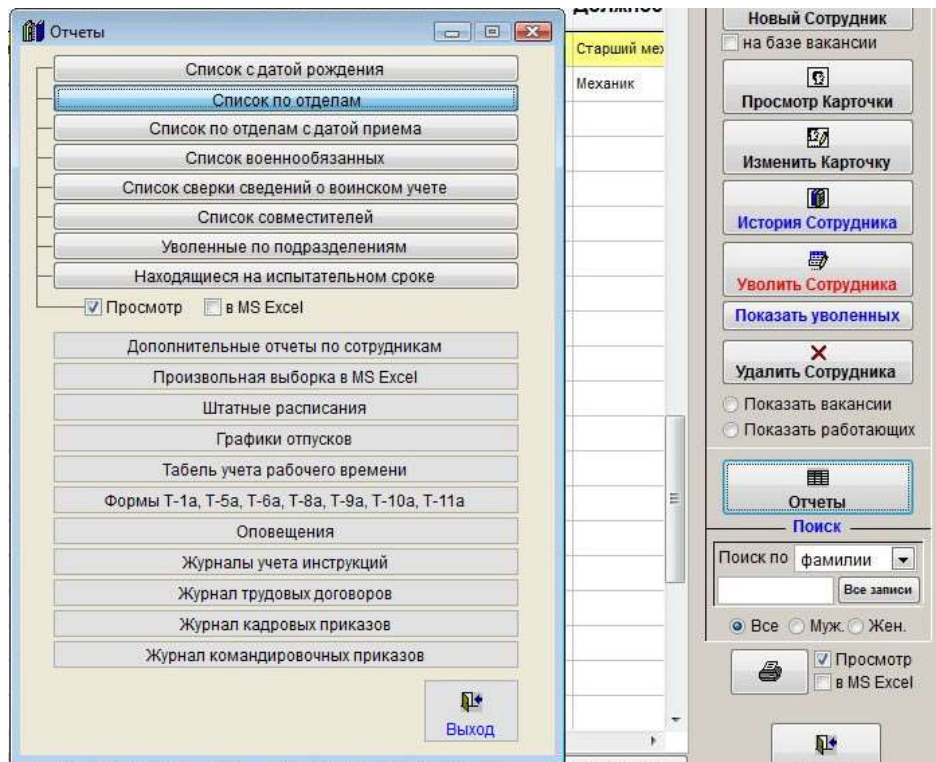 Отчеты
Список с датой рождения
Список по отделам
Список по отделам с датой приема
Список военнообязанных
Список сверки сведений о воинском учете
Список совместителей
Уволенные по подразделениям
Находящиеся на испытательном сроке
Просмотр в MS Excel
Дополнительные отчеты по сотрудникам
Произвольная выборка в MS Excel
Штатные расписания
Графики отпусков
Табель учета рабочего времени
Формы Т-1а, Т-5а, Т-6а, Т-8а, Т-9а, Т-10а, Т-11а
Оповещения
Журналы учета инструкций
Журнал трудовых договоров
Журнал кадровых приказов
Журнал командировочных приказов
Выход
Старший мех
Механик
Новый Сотрудник
на базе вакансии
Просмотр Карточки
Изменить Карточку
История Сотрудника
Уволить Сотрудника
Показать уволенных
Удалить Сотрудника
Показать вакансии
Показать работающих
Отчеты
Поиск
Поиск по фамилии
Все записи
Все Муж. Жен.
Просмотр
в MS Excel